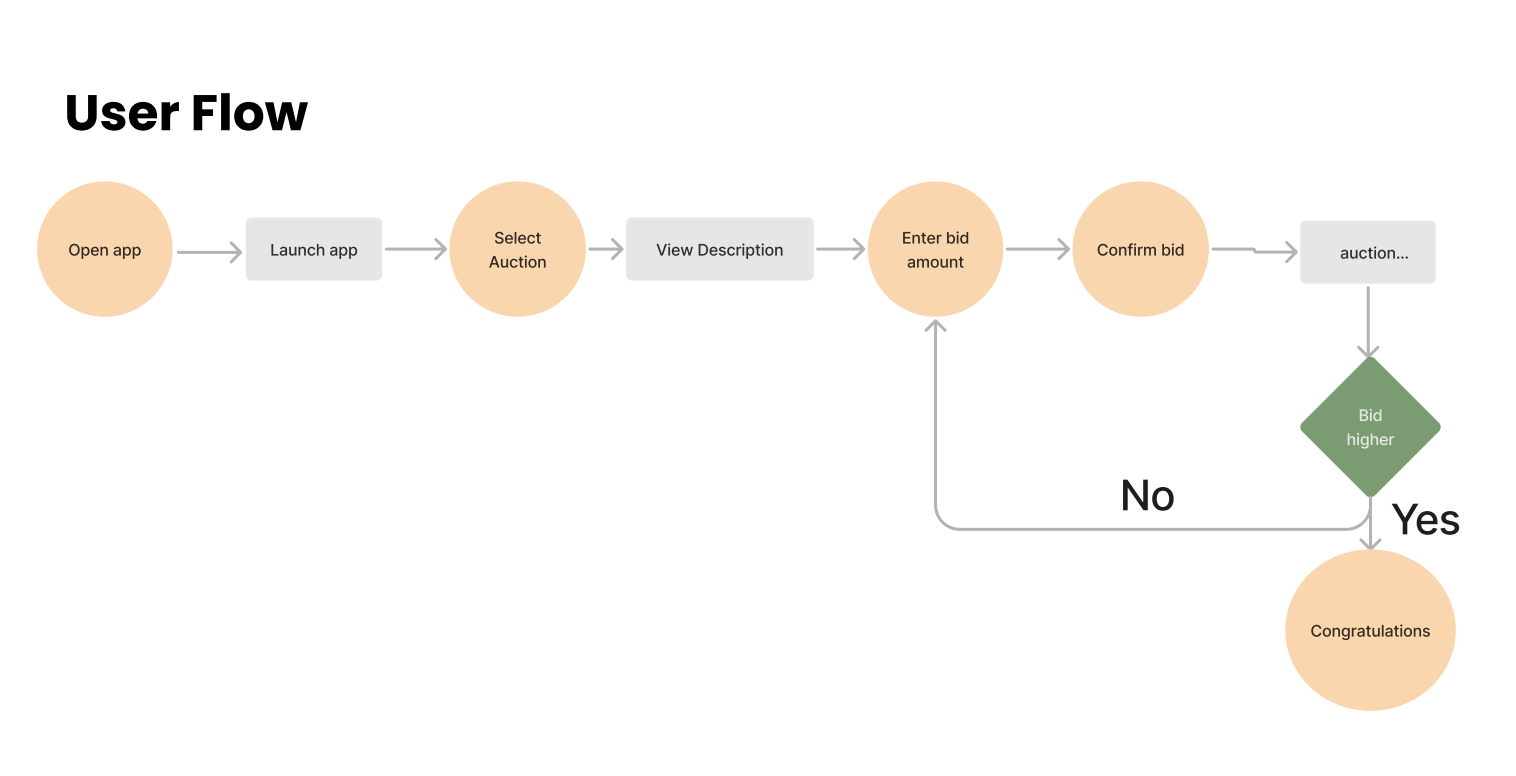 User Flow
Open app
Launch app
Select
Auction
View Description
Enter bid
amount
Confirm bid
auction...
Bid
higher
No
Yes
Congratulations